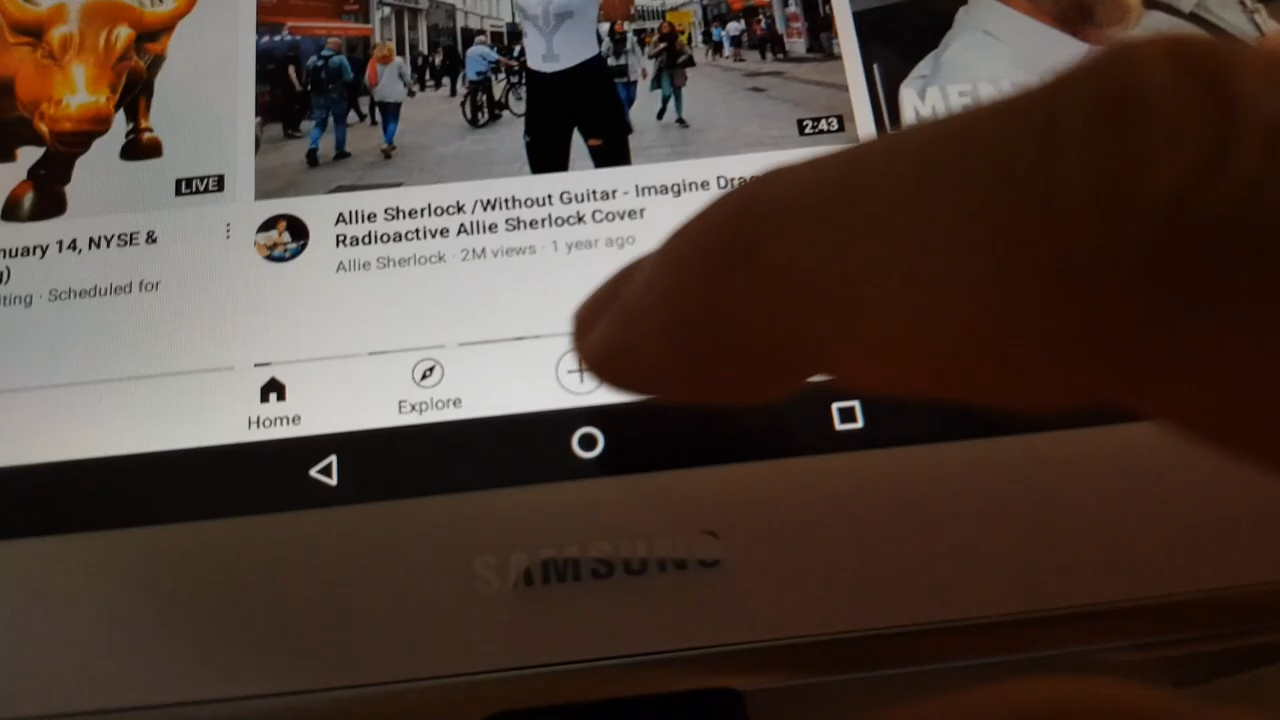 MEN
2:43
LIVE
nuary 14, NYSE &
g)
iting · Scheduled for
Allie Sherlock /Without Guitar - Imagine Drag
Radioactive Allie Sherlock Cover
Allie Sherlock · 2M views · 1 year ago
Home
Explore
SAMSUNG